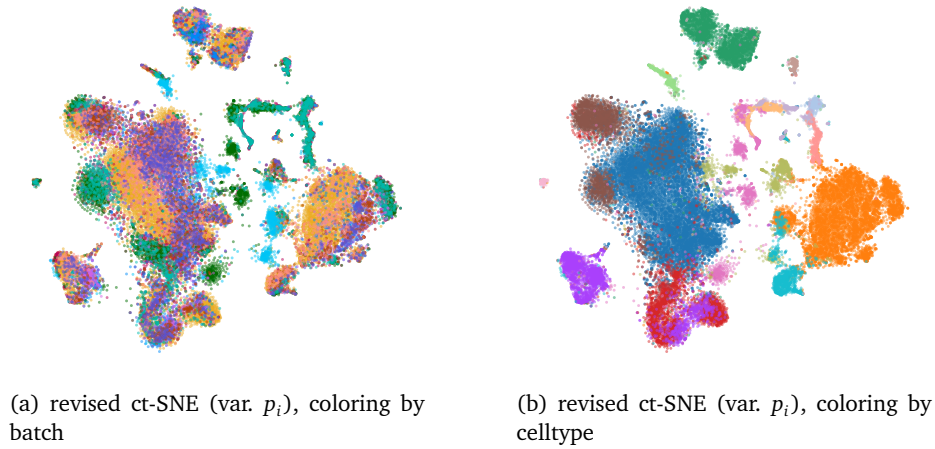 (a) revised ct-SNE (var. pᵢ), coloring by
batch
(b) revised ct-SNE (var. pᵢ), coloring by
celltype